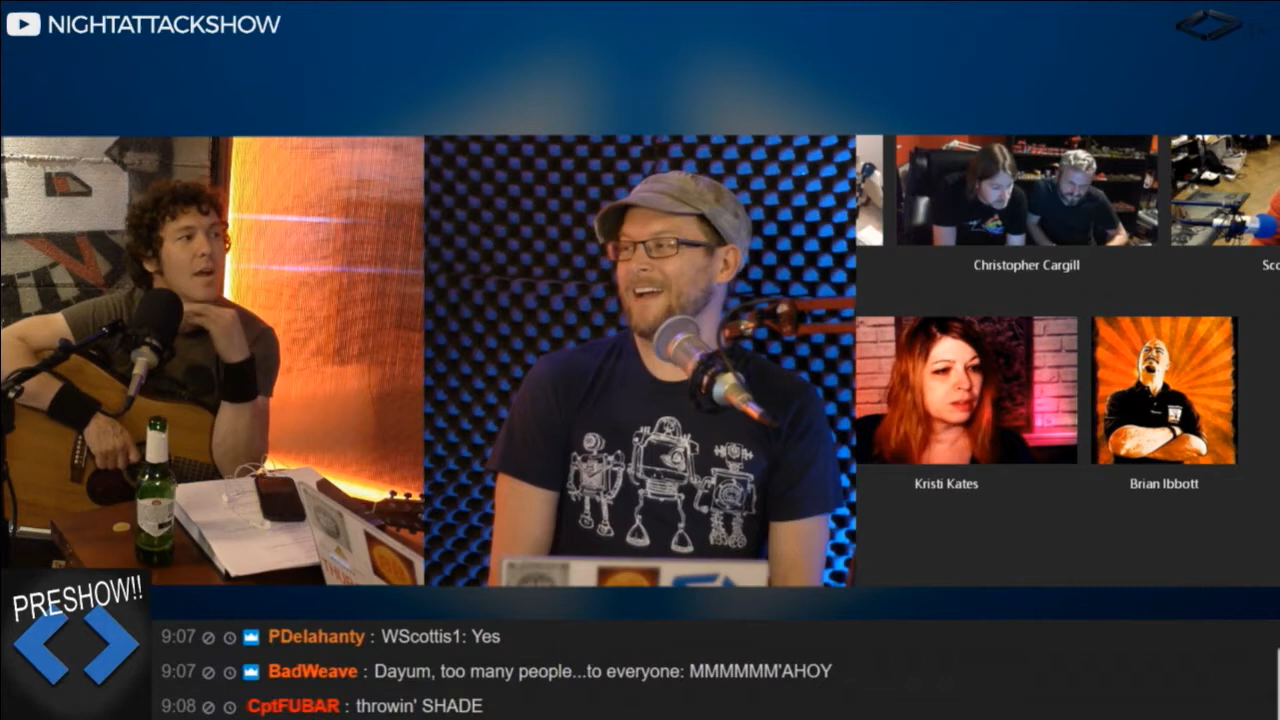 NIGHTATTACKSHOW
Christopher Cargill
Sco
Kristi Kates
Brian Ibbott
PRESHOW!!
9:07 PDelahanty : WScottis1: Yes
9:07 BadWeave : Dayum, too many people...to everyone: MMMMMM'AHOY
9:08 CptFUBAR : throwin' SHADE